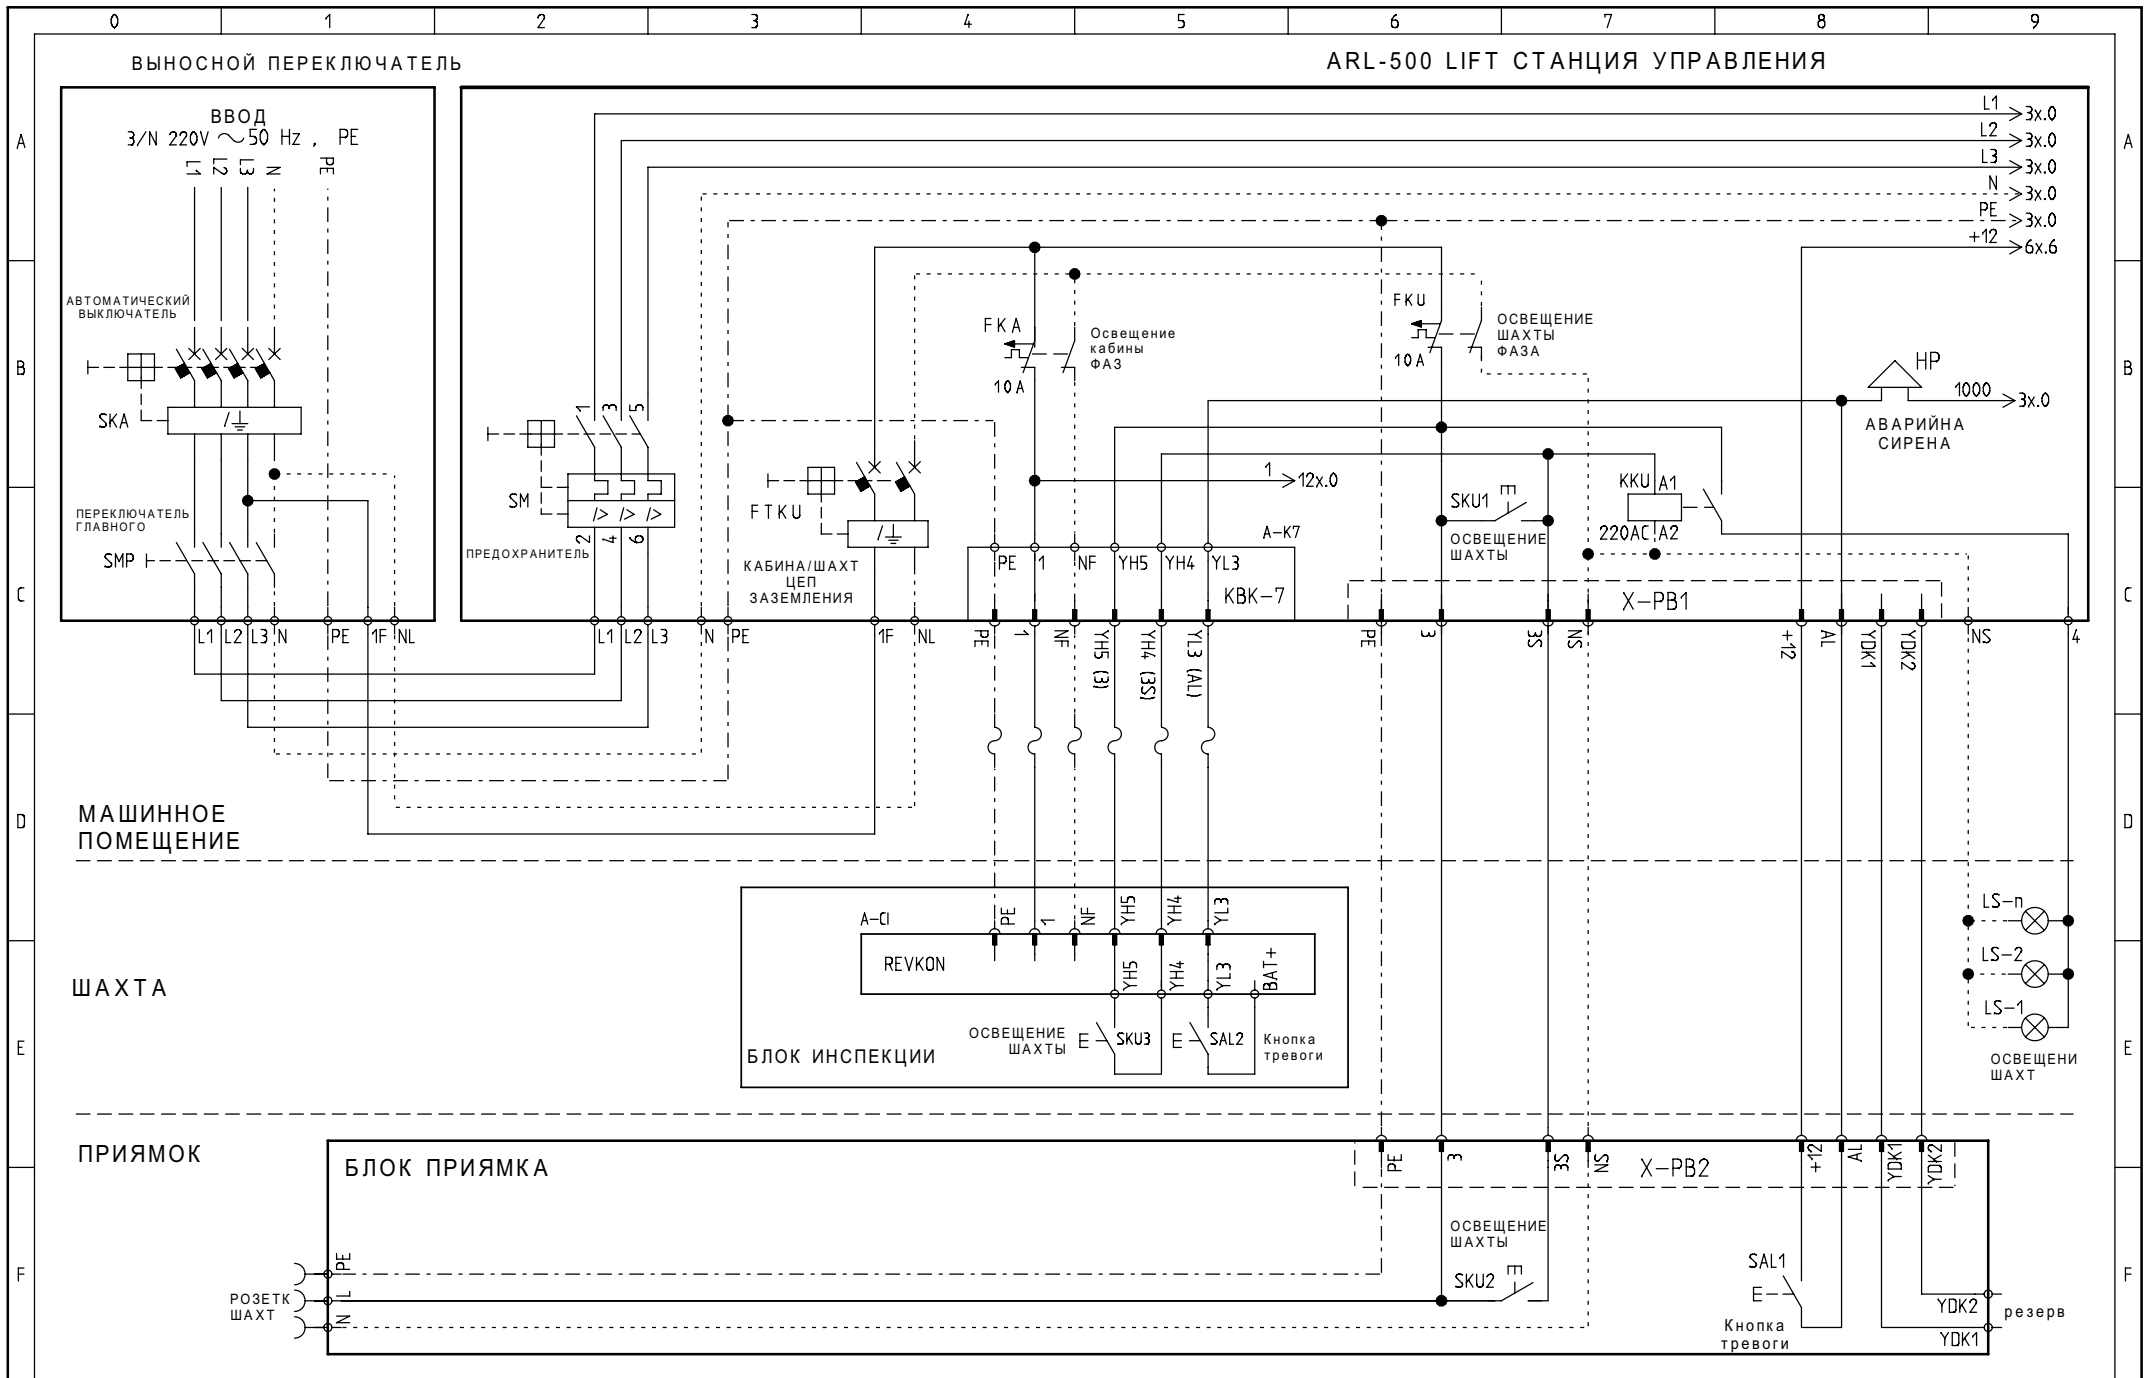 0 1 2 3 4 5 6 7 8 9
ВЫНОСНОЙ ПЕРЕКЛЮЧАТЕЛЬ
ARL-500 LIFT СТАНЦИЯ УПРАВЛЕНИЯ
A
A
ВВОД
3/N 220V ~ 50 Hz , PE
L1 L2 L3 N PE
L1
3x.0
L2
3x.0
L3
3x.0
N
3x.0
PE
3x.0
+12
6x.6
B
B
АВТОМАТИЧЕСКИЙ
ВЫКЛЮЧАТЕЛЬ
SKA
FKA
10A
Освещение
кабины
ФАЗ
FKU
10A
ОСВЕЩЕНИЕ
ШАХТЫ
ФАЗА
HP
1000
3x.0
АВАРИЙНА
СИРЕНА
1
12x.0
C
C
ПЕРЕКЛЮЧАТЕЛЬ
ГЛАВНОГО
SMP
1 3 5
SM
/> /> />
2 4 6
ПРЕДОХРАНИТЕЛЬ
FTKU
КАБИНА/ШАХТ
ЦЕП
ЗАЗЕМЛЕНИЯ
A-K7
PE 1 NF YH5 YH4 YL3
KBK-7
SKU1
ОСВЕЩЕНИЕ
ШАХТЫ
KKU
A1
220AC
A2
X-PB1
L1 L2 L3 N PE 1F NL
L1 L2 L3 N PE 1F NL
PE 1 NF YH5 (3) YH4 (3S) YL3 (AL)
PE 3 3S NS +12 AL YDK1 YDK2 NS 4
D
D
МАШИННОЕ
ПОМЕЩЕНИЕ
A-CI
PE 1 NF YH5 YH4 YL3
REVKON
YH5 YH4 YL3 BAT+
LS-n
LS-2
LS-1
ОСВЕЩЕНИ
ШАХТ
ШАХТА
E
E
ОСВЕЩЕНИЕ
ШАХТЫ
SKU3
SAL2
Кнопка
тревоги
БЛОК ИНСПЕКЦИИ
ПРИЯМОК
БЛОК ПРИЯМКА
PE 3 3S NS
X-PB2
+12 AL YDK1 YDK2
F
F
ОСВЕЩЕНИЕ
ШАХТЫ
SKU2
SAL1
Кнопка
тревоги
PE
L
N
РОЗЕТК
ШАХТ
YDK2
YDK1
резерв